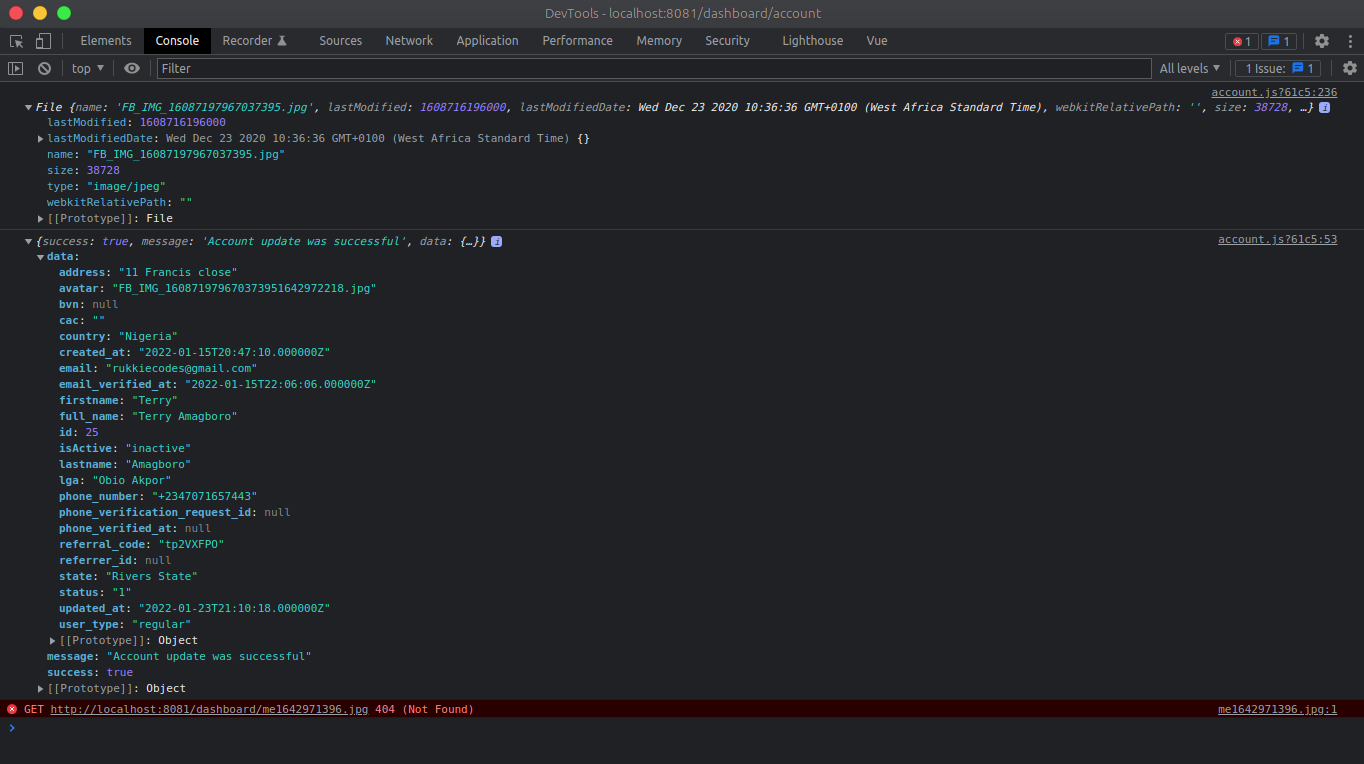 DevTools - localhost:8081/dashboard/account
Elements Console Recorder Sources Network Application Performance Memory Security Lighthouse Vue 1 1
top Filter All levels 1 Issue: 1
account.js?61c5:236
File {name: 'FB_IMG_16087197967037395.jpg', lastModified: 1608716196000, lastModifiedDate: Wed Dec 23 2020 10:36:36 GMT+0100 (West Africa Standard Time), webkitRelativePath: '', size: 38728, …} i
lastModified: 1608716196000
lastModifiedDate: Wed Dec 23 2020 10:36:36 GMT+0100 (West Africa Standard Time) {}
name: "FB_IMG_16087197967037395.jpg"
size: 38728
type: "image/jpeg"
webkitRelativePath: ""
[[Prototype]]: File
{success: true, message: 'Account update was successful', data: {…}} i account.js?61c5:53
data:
address: "11 Francis close"
avatar: "FB_IMG_160871979670373951642972218.jpg"
bvn: null
cac: ""
country: "Nigeria"
created_at: "2022-01-15T20:47:10.000000Z"
email: "rukkiecodes@gmail.com"
email_verified_at: "2022-01-15T22:06:06.000000Z"
firstname: "Terry"
full_name: "Terry Amagboro"
id: 25
isActive: "inactive"
lastname: "Amagboro"
lga: "Obio Akpor"
phone_number: "+2347071657443"
phone_verification_request_id: null
phone_verified_at: null
referral_code: "tp2VXFPO"
referrer_id: null
state: "Rivers State"
status: "1"
updated_at: "2022-01-23T21:10:18.000000Z"
user_type: "regular"
[[Prototype]]: Object
message: "Account update was successful"
success: true
[[Prototype]]: Object
GET http://localhost:8081/dashboard/me1642971396.jpg 404 (Not Found) me1642971396.jpg:1